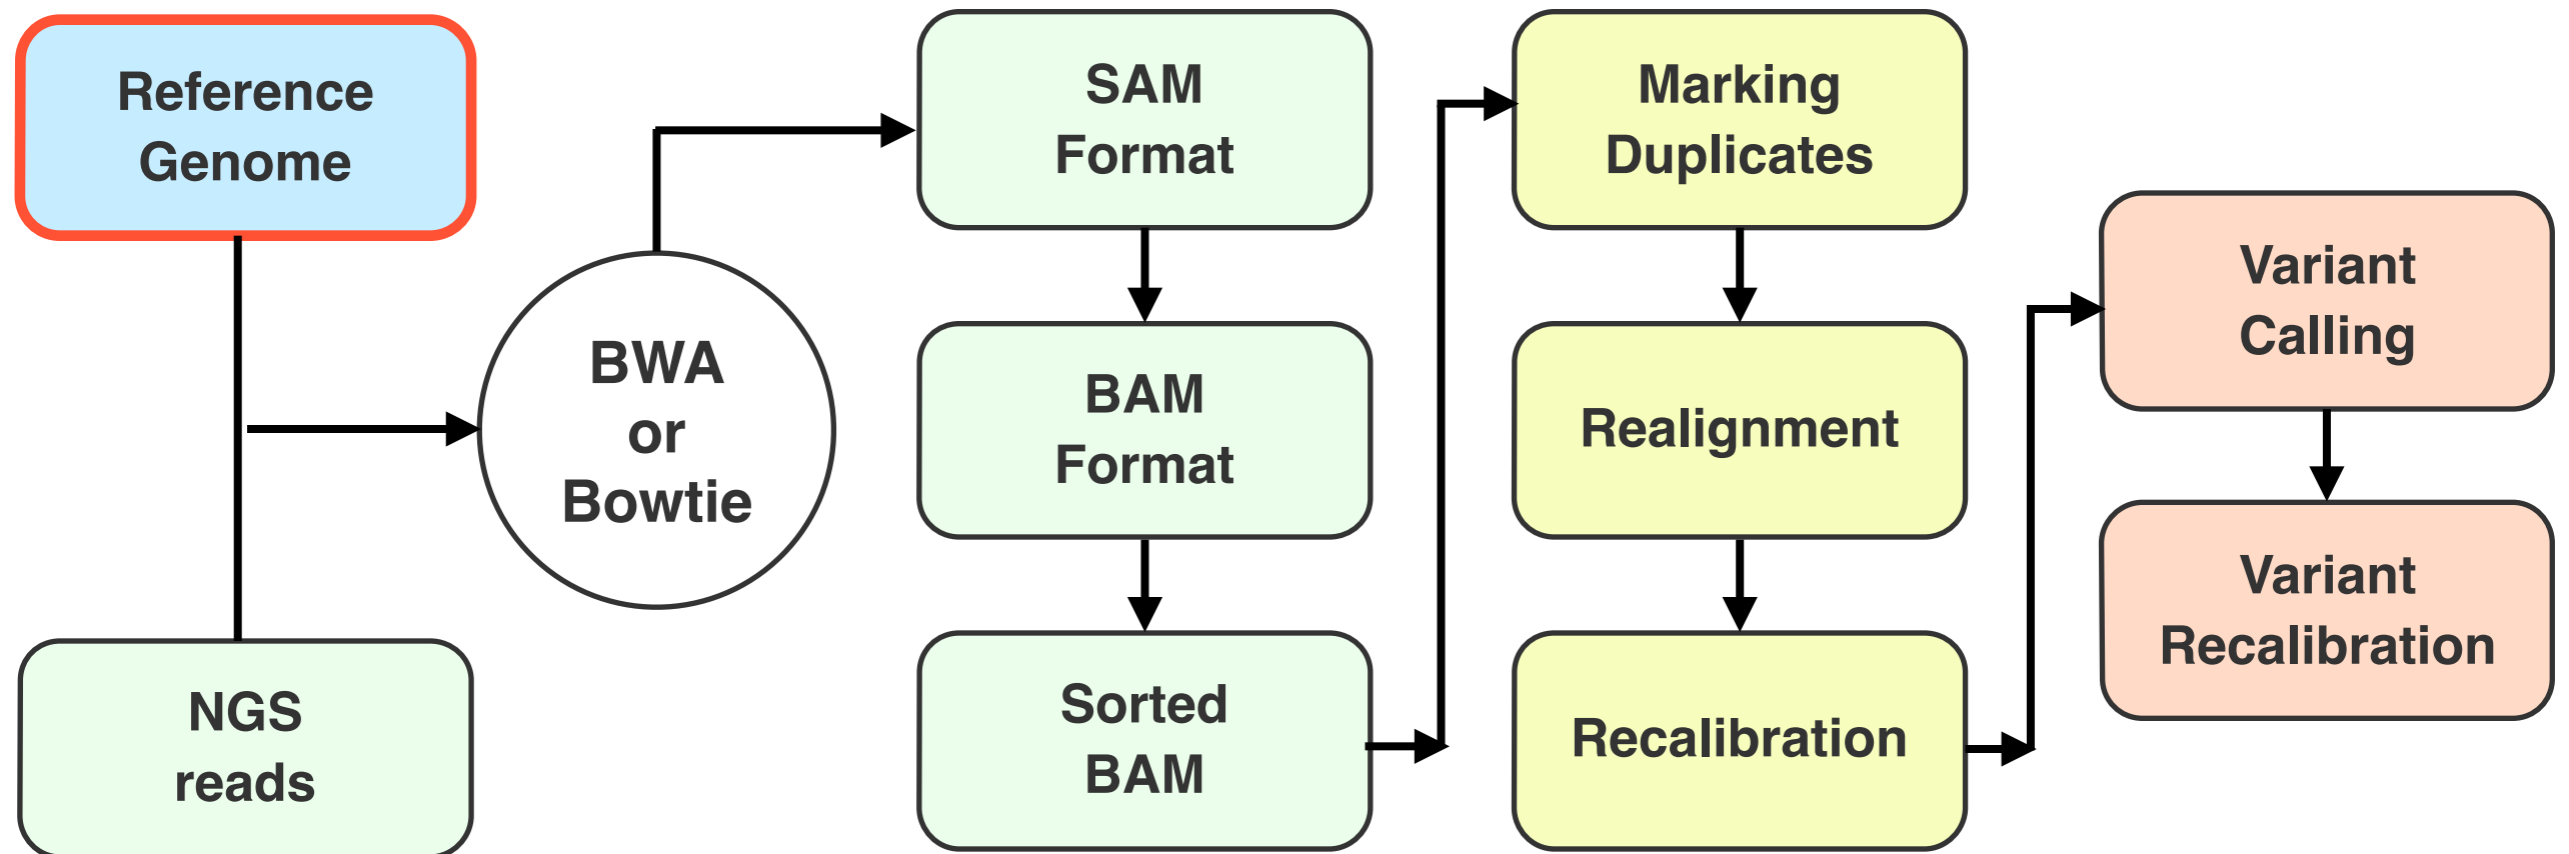 Reference
Genome
NGS
reads
BWA
or
Bowtie
SAM
Format
BAM
Format
Sorted
BAM
Marking
Duplicates
Realignment
Recalibration
Variant
Calling
Variant
Recalibration